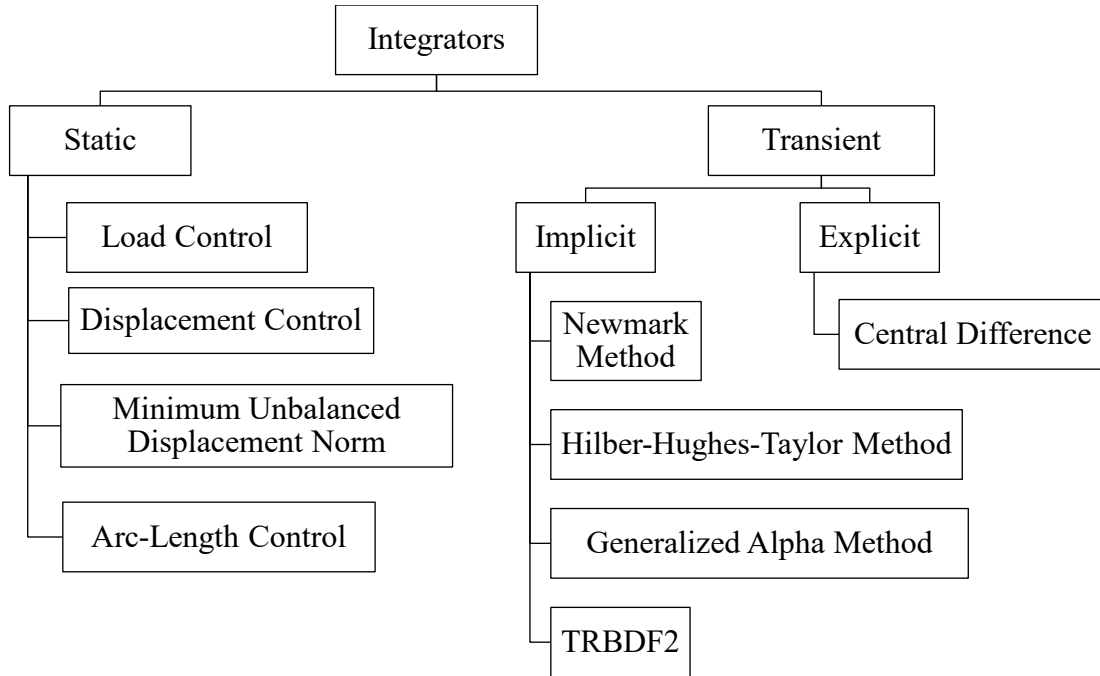 Integrators
Static
Transient
Load Control
Displacement Control
Minimum Unbalanced
Displacement Norm
Arc-Length Control
Implicit
Explicit
Newmark
Method
Central Difference
Hilber-Hughes-Taylor Method
Generalized Alpha Method
TRBDF2